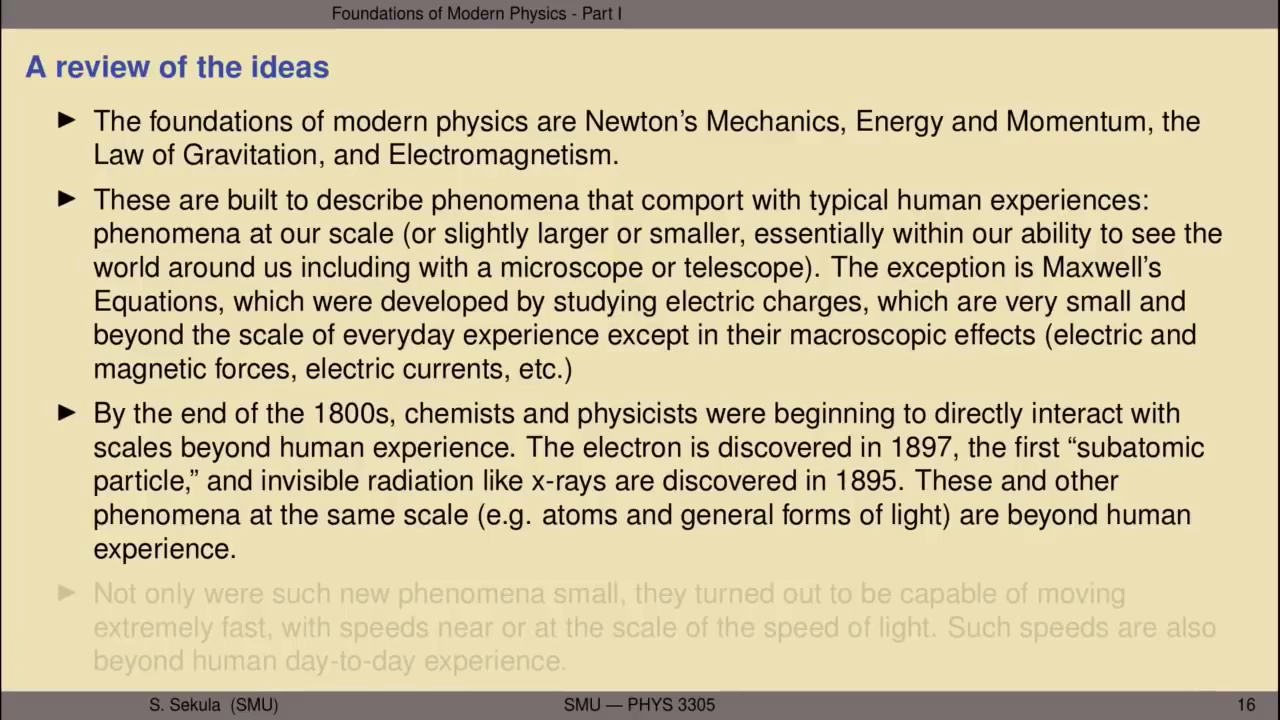 Foundations of Modern Physics - Part I
A review of the ideas
▶ The foundations of modern physics are Newton's Mechanics, Energy and Momentum, the
Law of Gravitation, and Electromagnetism.
▶ These are built to describe phenomena that comport with typical human experiences:
phenomena at our scale (or slightly larger or smaller, essentially within our ability to see the
world around us including with a microscope or telescope). The exception is Maxwell's
Equations, which were developed by studying electric charges, which are very small and
beyond the scale of everyday experience except in their macroscopic effects (electric and
magnetic forces, electric currents, etc.)
▶ By the end of the 1800s, chemists and physicists were beginning to directly interact with
scales beyond human experience. The electron is discovered in 1897, the first “subatomic
particle,” and invisible radiation like x-rays are discovered in 1895. These and other
phenomena at the same scale (e.g. atoms and general forms of light) are beyond human
experience.
▶ Not only were such new phenomena small, they turned out to be capable of moving
extremely fast, with speeds near or at the scale of the speed of light. Such speeds are also
beyond human day-to-day experience.
S. Sekula (SMU) SMU — PHYS 3305 16